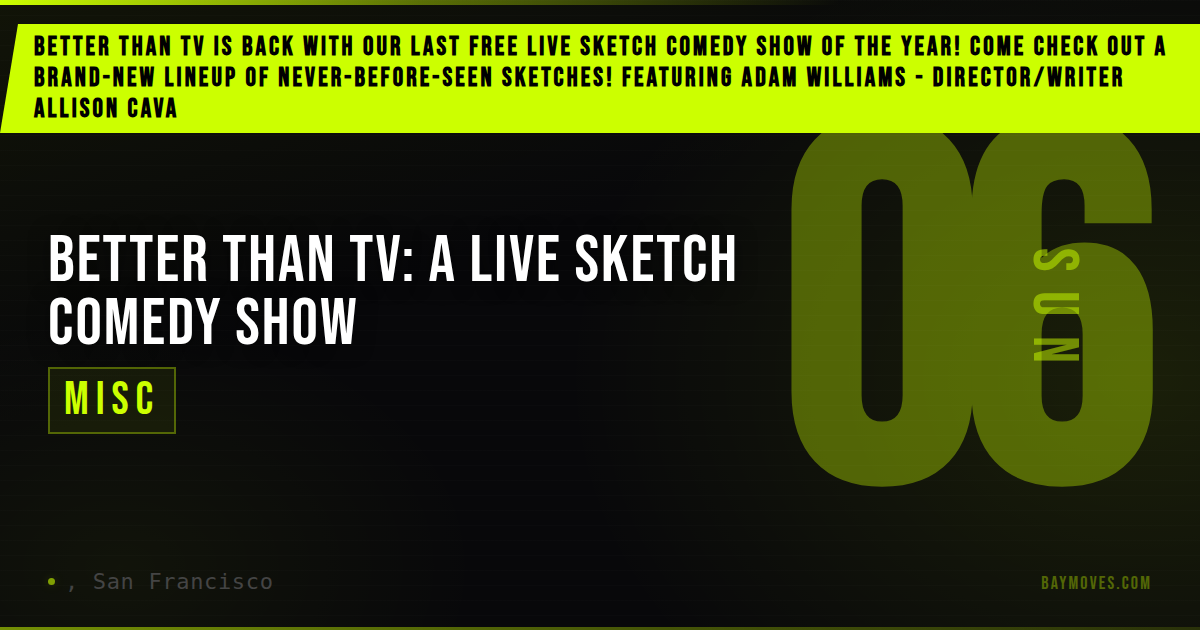 BETTER THAN TV IS BACK WITH OUR LAST FREE LIVE SKETCH COMEDY SHOW OF THE YEAR! COME CHECK OUT A
BRAND-NEW LINEUP OF NEVER-BEFORE-SEEN SKETCHES! FEATURING ADAM WILLIAMS - DIRECTOR/WRITER
ALLISON CAVA
06
SUN
BETTER THAN TV: A LIVE SKETCH
COMEDY SHOW
MISC
, San Francisco
BAYMOVES.COM